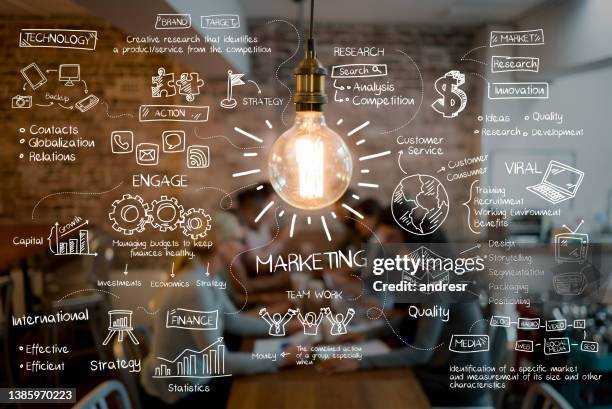 TECHNOLOGY
Backup
Contacts
Globalization
Relations
BRAND
TARGET
Creative research that identifies
a product/service from the competition
ACTION
STRATEGY
RESEARCH
Search
Analysis
Competition
Customer
Service
Customer
Consumer
MARKET
Research
Innovation
Ideas
Quality
Research
Development
VIRAL
Training
Recruitment
Working Environment
Benefits
ENGAGE
Managing budgets to keep
finances healthy
Investments
Economics
Strategy
Capital
Growth
International
Effective
Efficient
Strategy
FINANCE
Statistics
MARKETING
TEAM WORK
Money
The combined action
of a group, especially
when
Quality
Design
Storytelling
Segmentation
Packaging
Positioning
MEDIA
BLOG
RADIO
TV
WEB
SOCIAL
MEDIA
Identification of a specific market and
measurement of its size and other
characteristics
iStock
Credit: andresr
Credit: andresr
1385970223